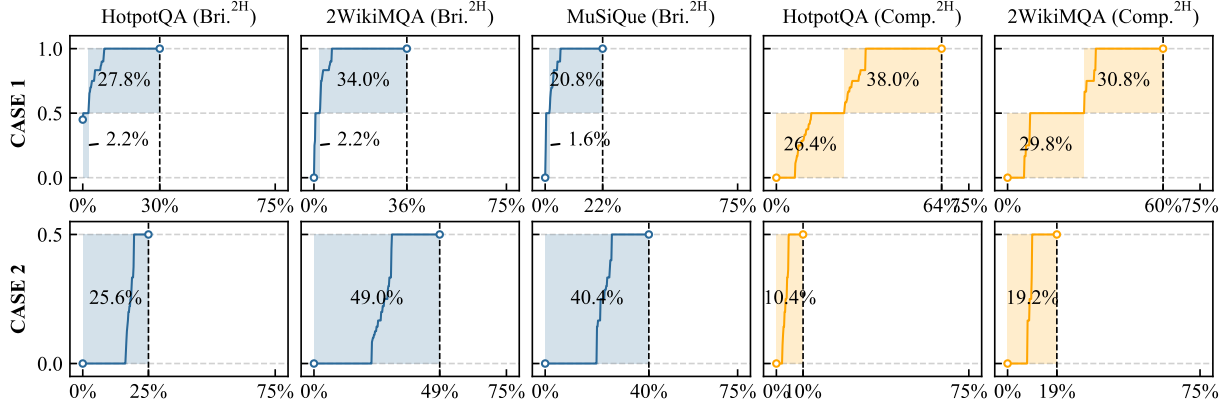 HotpotQA (Bri.2H) 2WikiMQA (Bri.2H) MuSiQue (Bri.2H) HotpotQA (Comp.2H) 2WikiMQA (Comp.2H)
CASE 1
1.0
0.5
0.0
27.8% 34.0% 20.8% 38.0% 30.8%
2.2% 2.2% 1.6% 26.4% 29.8%
0% 30% 75% 0% 36% 75% 0% 22% 75% 0% 64% 75% 0% 60% 75%
CASE 2
0.5
0.0
25.6% 49.0% 40.4% 10.4% 19.2%
0% 25% 75% 0% 49% 75% 0% 40% 75% 0% 10% 75% 0% 19% 75%